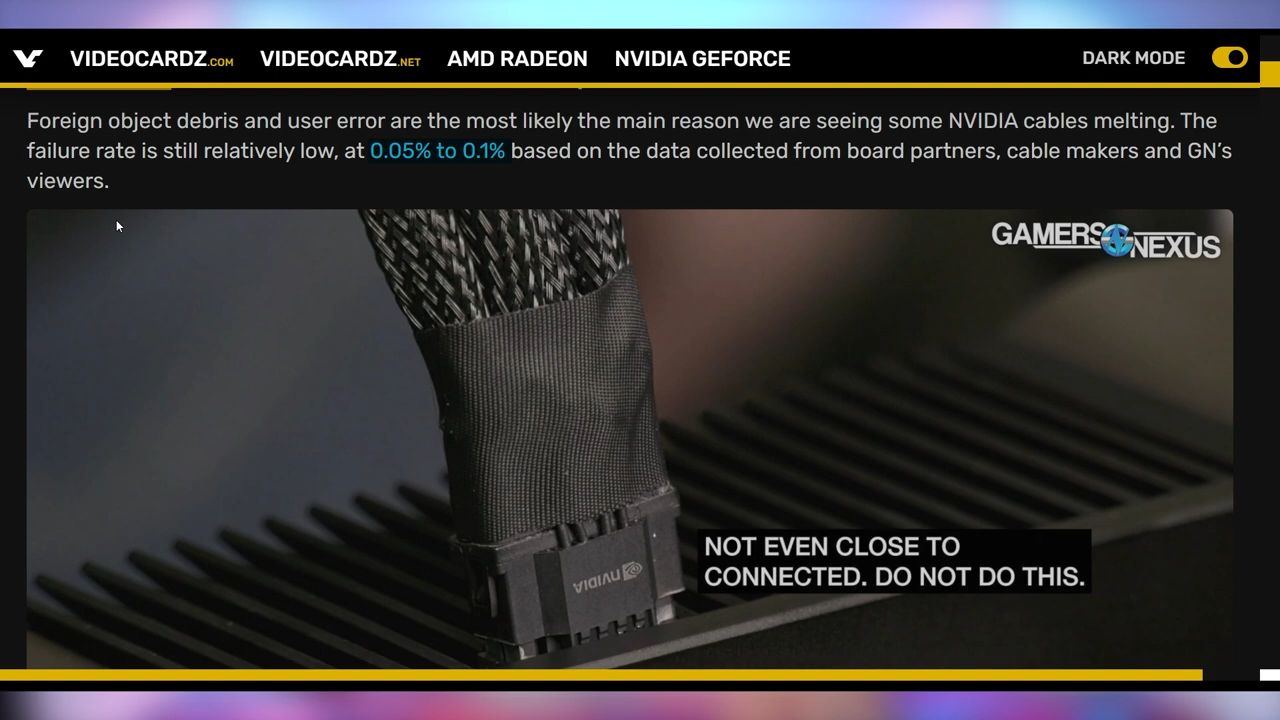 VIDEOCARDZ.COM VIDEOCARDZ.NET AMD RADEON NVIDIA GEFORCE DARK MODE
Foreign object debris and user error are the most likely the main reason we are seeing some NVIDIA cables melting. The
failure rate is still relatively low, at 0.05% to 0.1% based on the data collected from board partners, cable makers and GN's
viewers.
GAMERS NEXUS
NOT EVEN CLOSE TO
CONNECTED. DO NOT DO THIS.
NVIDIA